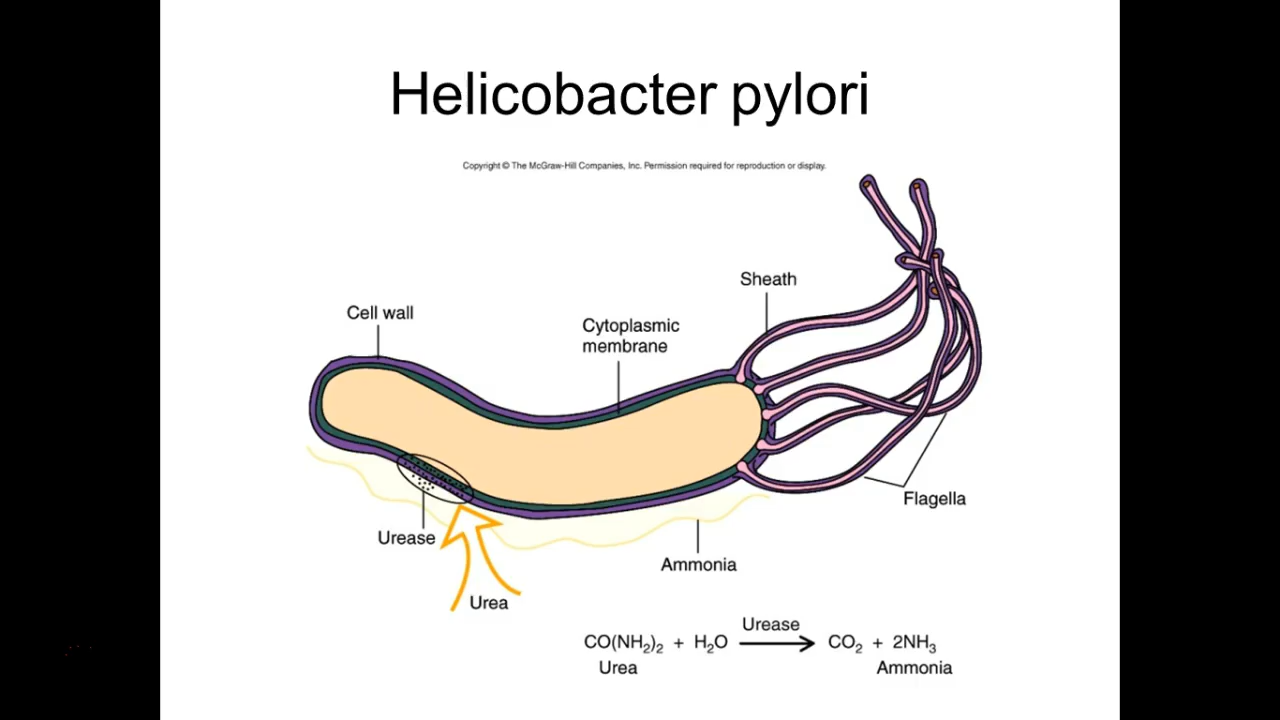 Helicobacter pylori
Copyright © The McGraw-Hill Companies, Inc. Permission required for reproduction or display.
Sheath
Cell wall
Cytoplasmic
membrane
Flagella
Urease
Ammonia
Urea
Urease
CO(NH₂)₂ + H₂O → CO₂ + 2NH₃
Urea Ammonia